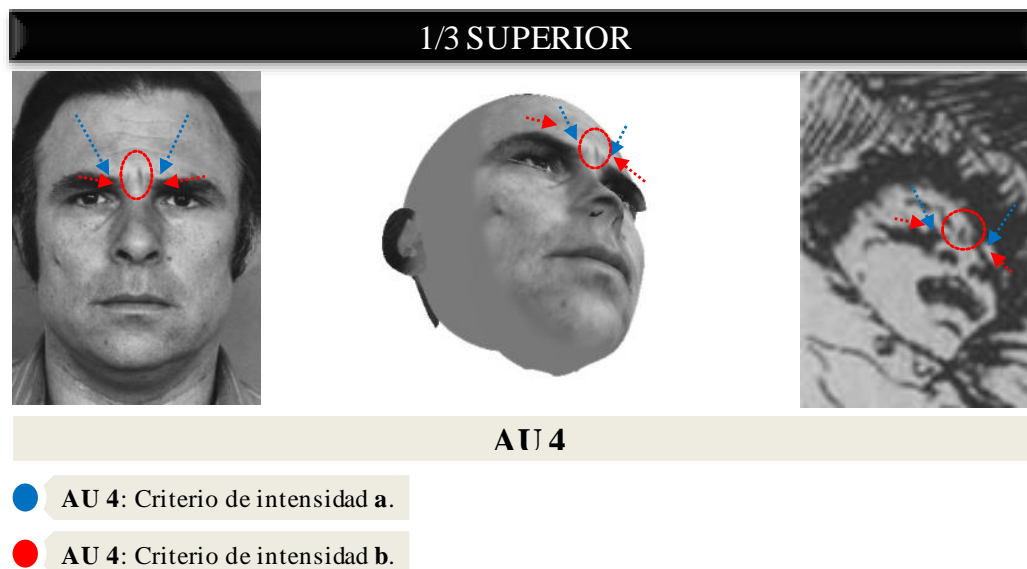 1/3 SUPERIOR
AU 4
AU 4: Criterio de intensidad a.
AU 4: Criterio de intensidad b.